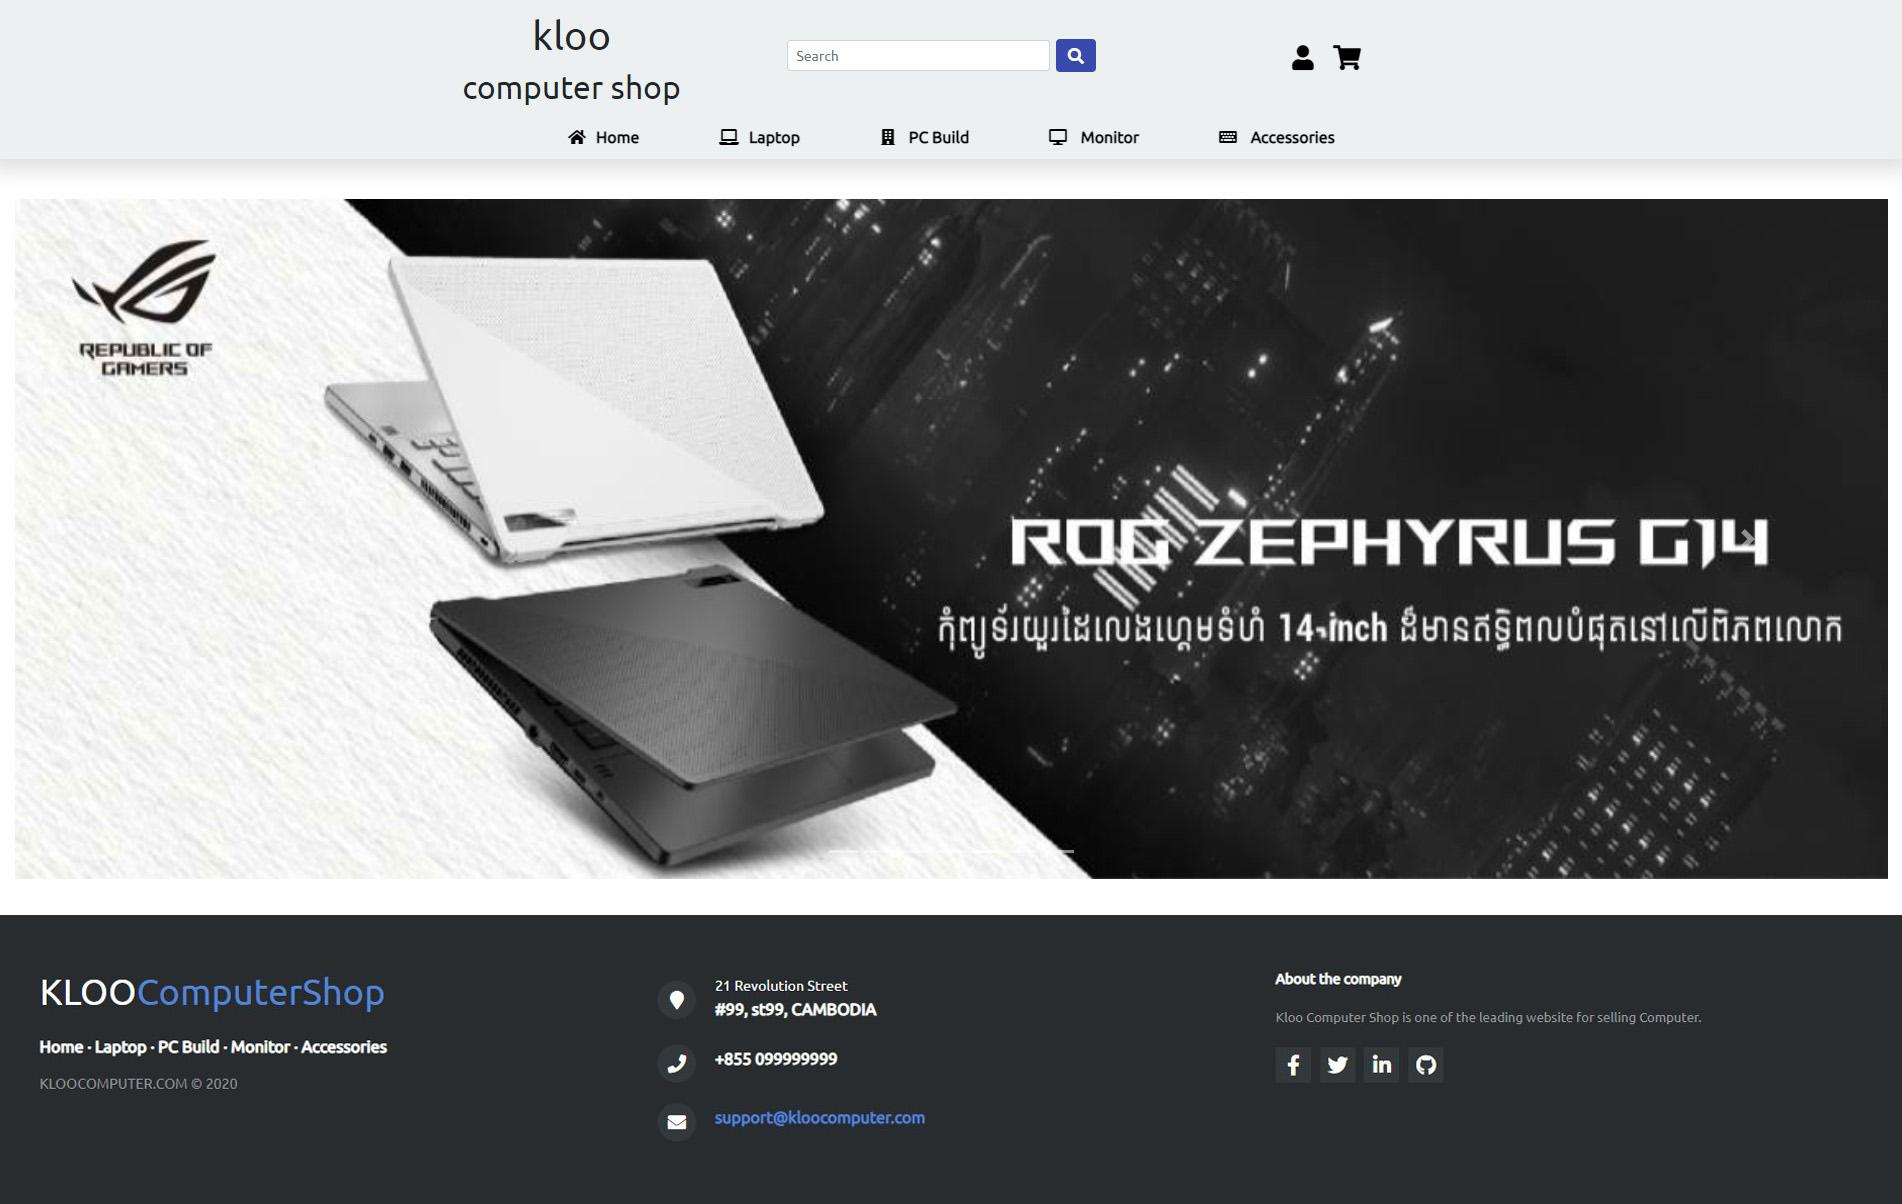 kloo
computer shop
Search
Home
Laptop
PC Build
Monitor
Accessories
REPUBLIC OF
GAMERS
ROG ZEPHYRUS G14
កុំព្យូទ័រយួរដៃលេងហ្គេមទំហំ 14-inch ដ៏មានឥទ្ធិពលបំផុតនៅលើពិភពលោក
KLOOComputerShop
Home · Laptop · PC Build · Monitor · Accessories
KLOOCOMPUTER.COM © 2020
21 Revolution Street
#99, st99, CAMBODIA
+855 099999999
support@kloocomputer.com
About the company
Kloo Computer Shop is one of the leading website for selling Computer.